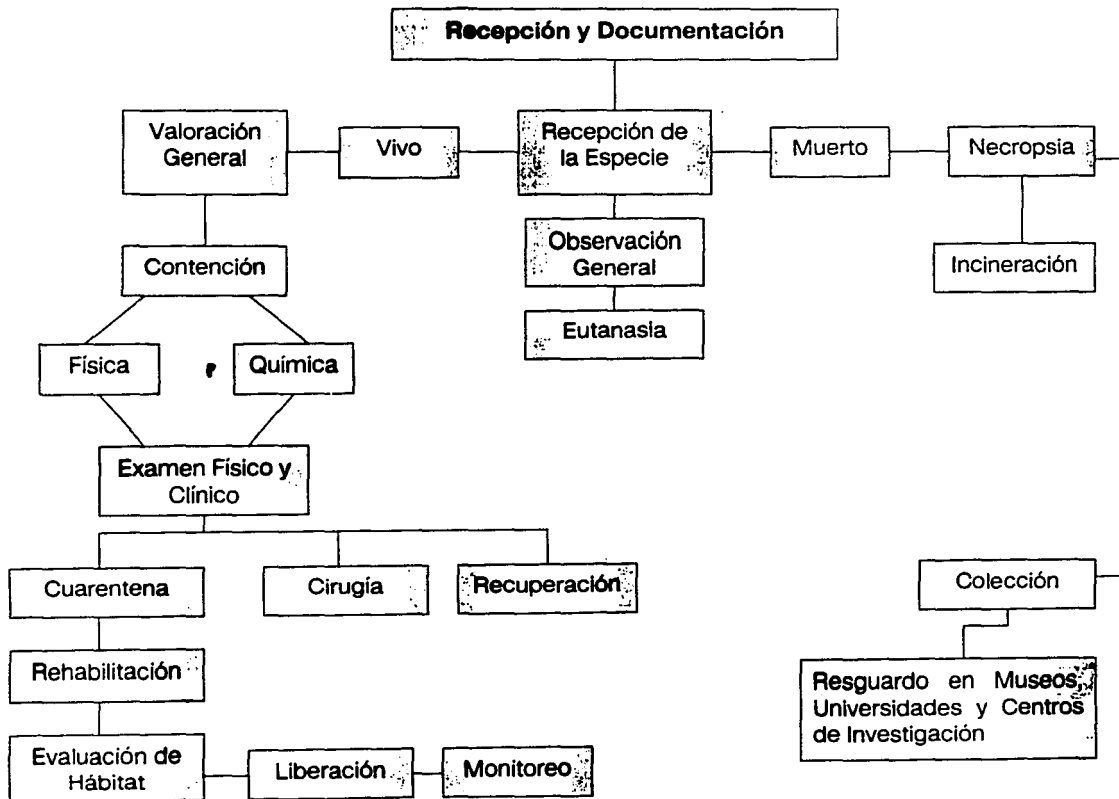 Recepción y Documentación
Valoración
General
Vivo
Recepción de
la Especie
Muerto
Necropsia
Observación
General
Incineración
Contención
Eutanasia
Física
Química
Examen Físico y
Clínico
Cuarentena
Cirugía
Recuperación
Colección
Rehabilitación
Resguardo en Museos,
Universidades y Centros
de Investigación
Evaluación de
Hábitat
Liberación
Monitoreo